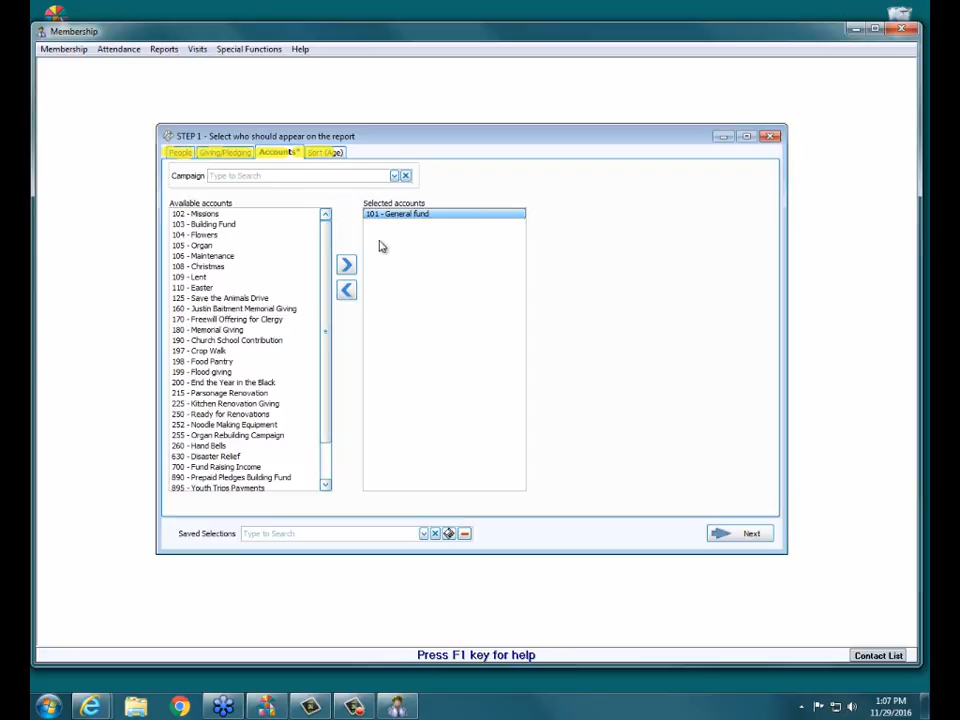 Membership
Membership Attendance Reports Visits Special Functions Help
STEP 1 - Select who should appear on the report
People Giving/Pledging Accounts* Sort (Age)
Campaign Type to Search
Available accounts
102 - Missions
103 - Building Fund
104 - Flowers
105 - Organ
106 - Maintenance
108 - Christmas
109 - Lent
110 - Easter
125 - Save the Animals Drive
160 - Justin Baitment Memorial Giving
170 - Freewill Offering for Clergy
180 - Memorial Giving
190 - Church School Contribution
197 - Crop Walk
198 - Food Pantry
199 - Flood giving
200 - End the Year in the Black
215 - Parsonage Renovation
225 - Kitchen Renovation Giving
250 - Ready for Renovations
252 - Noodle Making Equipment
255 - Organ Rebuilding Campaign
260 - Hand Bells
630 - Disaster Relief
700 - Fund Raising Income
890 - Prepaid Pledges Building Fund
895 - Youth Trips Payments
Selected accounts
101 - General fund
Saved Selections Type to Search
Next
Press F1 key for help
Contact List
1:07 PM
11/29/2016